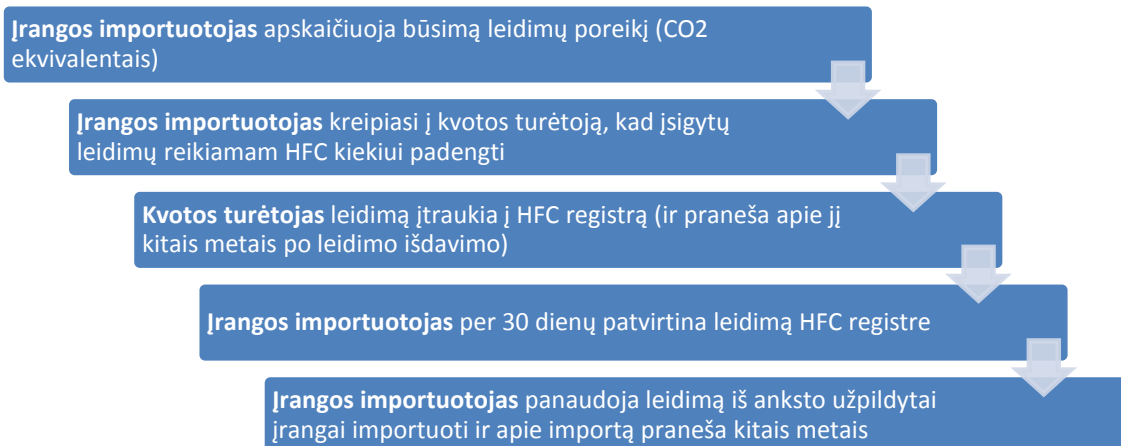 Įrangos importuotojas apskaičiuoja būsimą leidimų poreikį (CO2
ekvivalentais)
Įrangos importuotojas kreipiasi į kvotos turėtoją, kad įsigytų
leidimų reikiamam HFC kiekiui padengti
Kvotos turėtojas leidimą įtraukia į HFC registrą (ir praneša apie jį
kitais metais po leidimo išdavimo)
Įrangos importuotojas per 30 dienų patvirtina leidimą HFC registre
Įrangos importuotojas panaudoja leidimą iš anksto užpildytai
įrangai importuoti ir apie importą praneša kitais metais